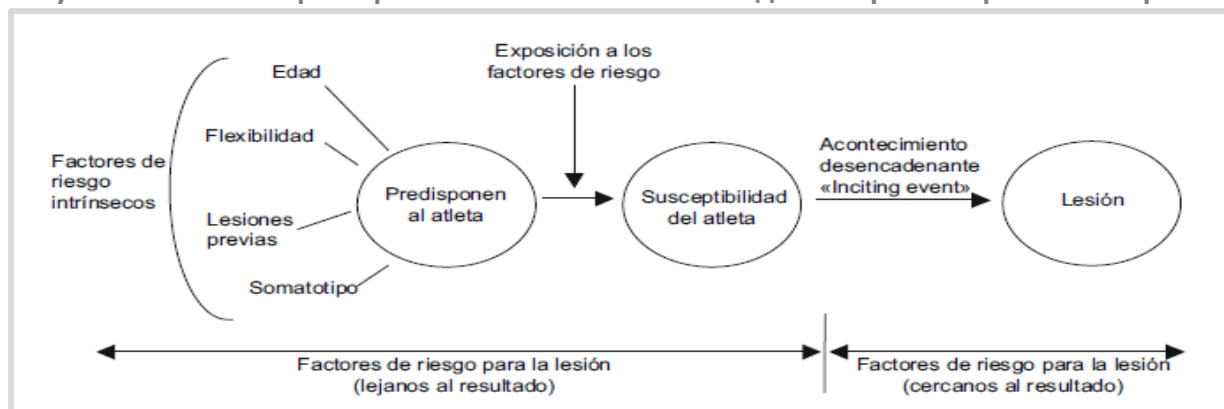 Exposición a los
factores de riesgo
Edad
Flexibilidad
Factores de
riesgo
intrínsecos
Lesiones
previas
Somatotipo
Predisponen
al atleta
Susceptibilidad
del atleta
Acontecimiento
desencadenante
«Inciting event»
Lesión
Factores de riesgo para la lesión
(lejanos al resultado)
Factores de riesgo para la lesión
(cercanos al resultado)